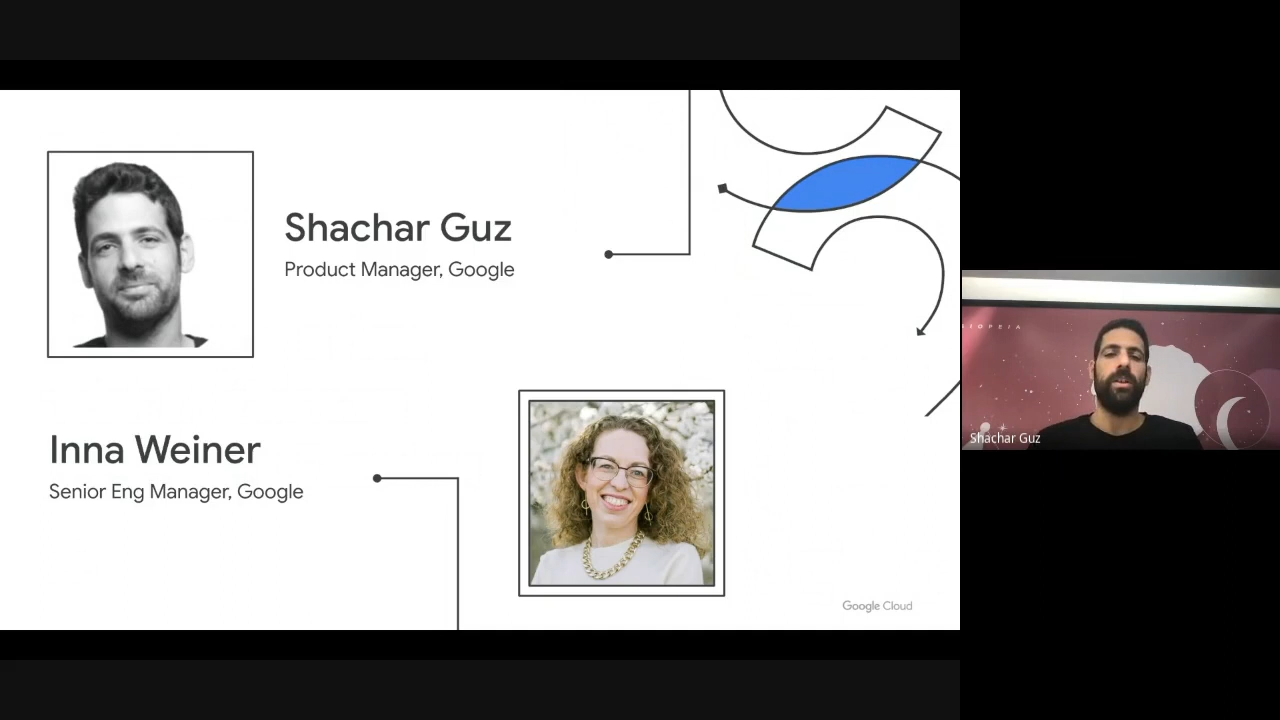 Shachar Guz
Product Manager, Google
Inna Weiner
Senior Eng Manager, Google
Google Cloud
Shachar Guz